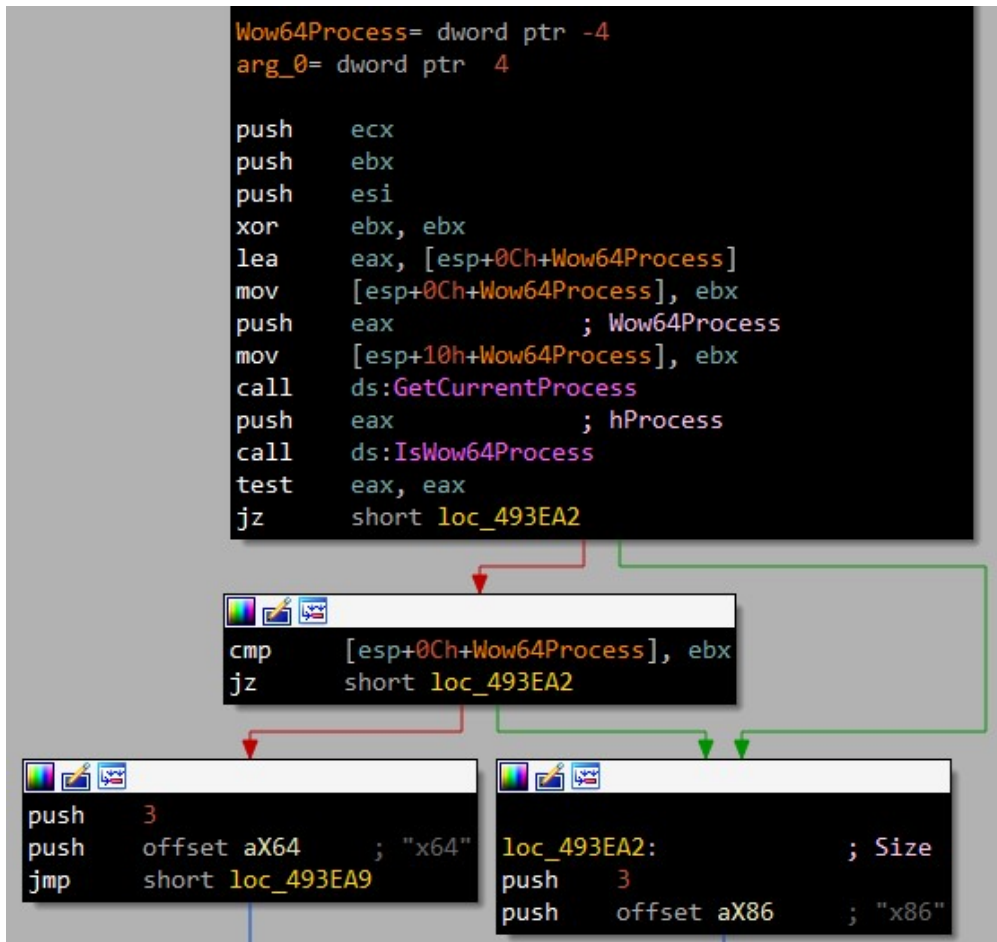 Wow64Process= dword ptr -4
arg_0= dword ptr  4
push    ecx
push    ebx
push    esi
xor     ebx, ebx
lea     eax, [esp+0Ch+Wow64Process]
mov     [esp+0Ch+Wow64Process], ebx
push    eax             ; Wow64Process
mov     [esp+10h+Wow64Process], ebx
call    ds:GetCurrentProcess
push    eax             ; hProcess
call    ds:IsWow64Process
test    eax, eax
jz      short loc_493EA2
cmp     [esp+0Ch+Wow64Process], ebx
jz      short loc_493EA2
push    3
push    offset aX64     ; "x64"
jmp     short loc_493EA9
loc_493EA2:             ; Size
push    3
push    offset aX86     ; "x86"